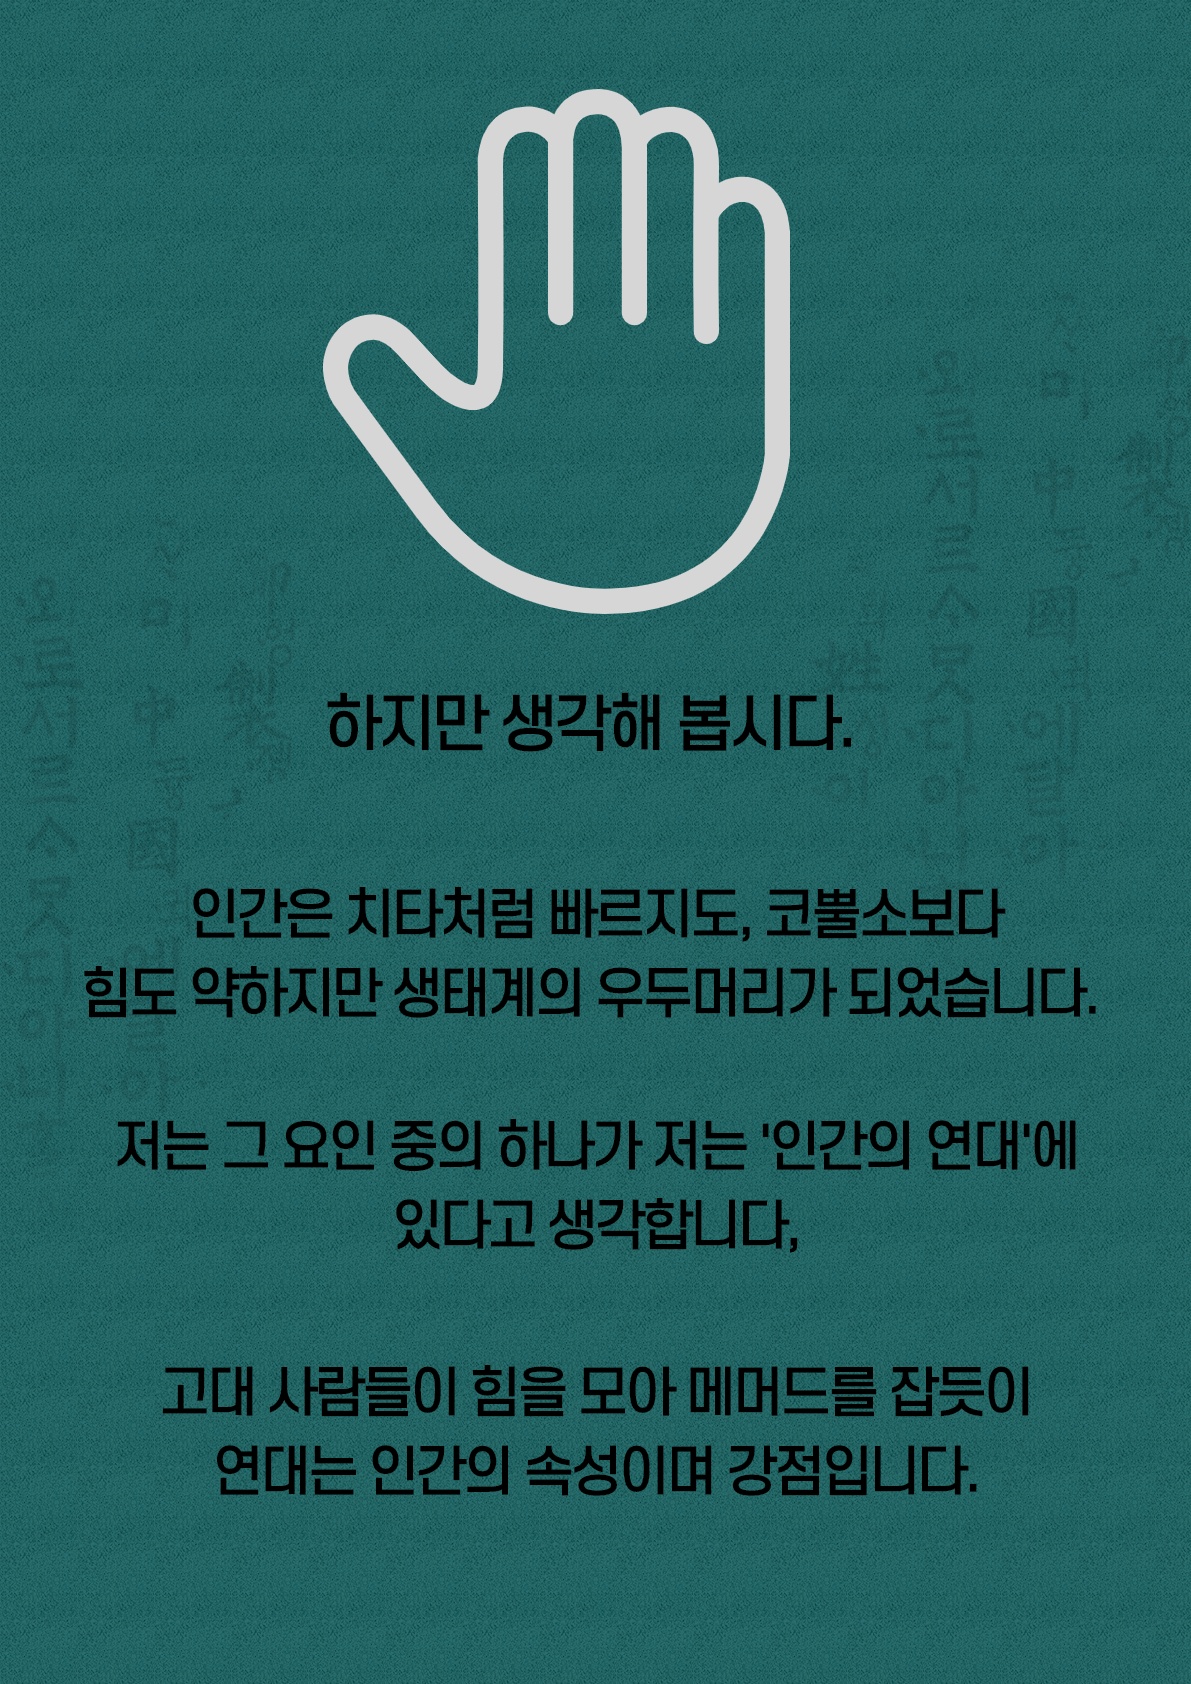 하지만 생각해 봅시다.
인간은 치타처럼 빠르지도, 코뿔소보다
힘도 약하지만 생태계의 우두머리가 되었습니다.
저는 그 요인 중의 하나가 저는 '인간의 연대'에
있다고 생각합니다,
고대 사람들이 힘을 모아 메머드를 잡듯이
연대는 인간의 속성이며 강점입니다.